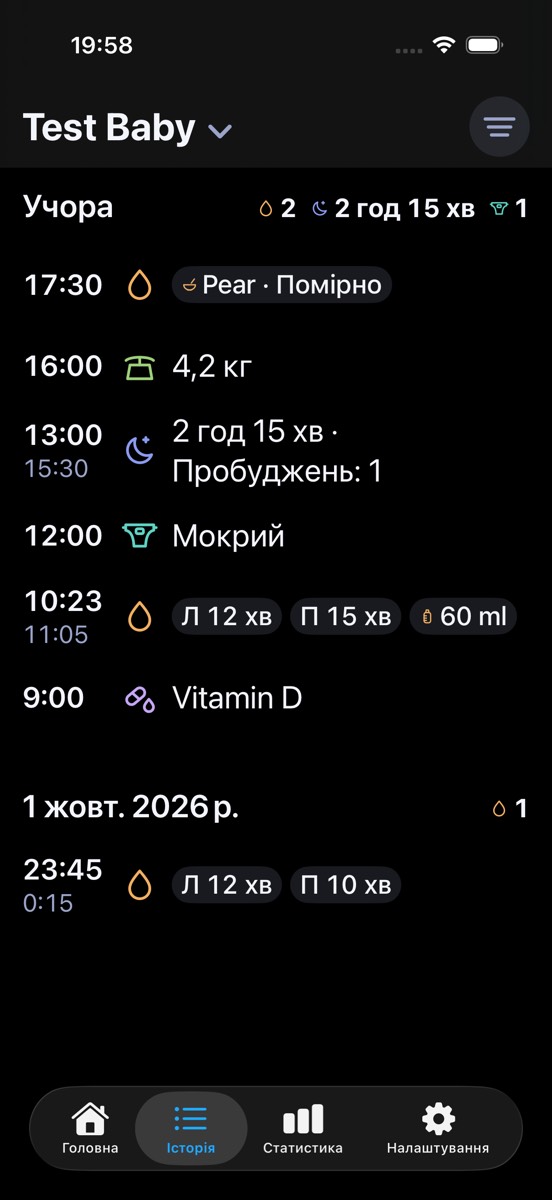 19:58
Test Baby
Учора 2 2 год 15 хв 1
17:30 Pear · Помірно
16:00 4,2 кг
13:00 2 год 15 хв ·
15:30 Пробуджень: 1
12:00 Мокрий
10:23 Л 12 хв П 15 хв 60 ml
11:05
9:00 Vitamin D
1 жовт. 2026 р. 1
23:45 Л 12 хв П 10 хв
0:15
Головна Історія Статистика Налаштування